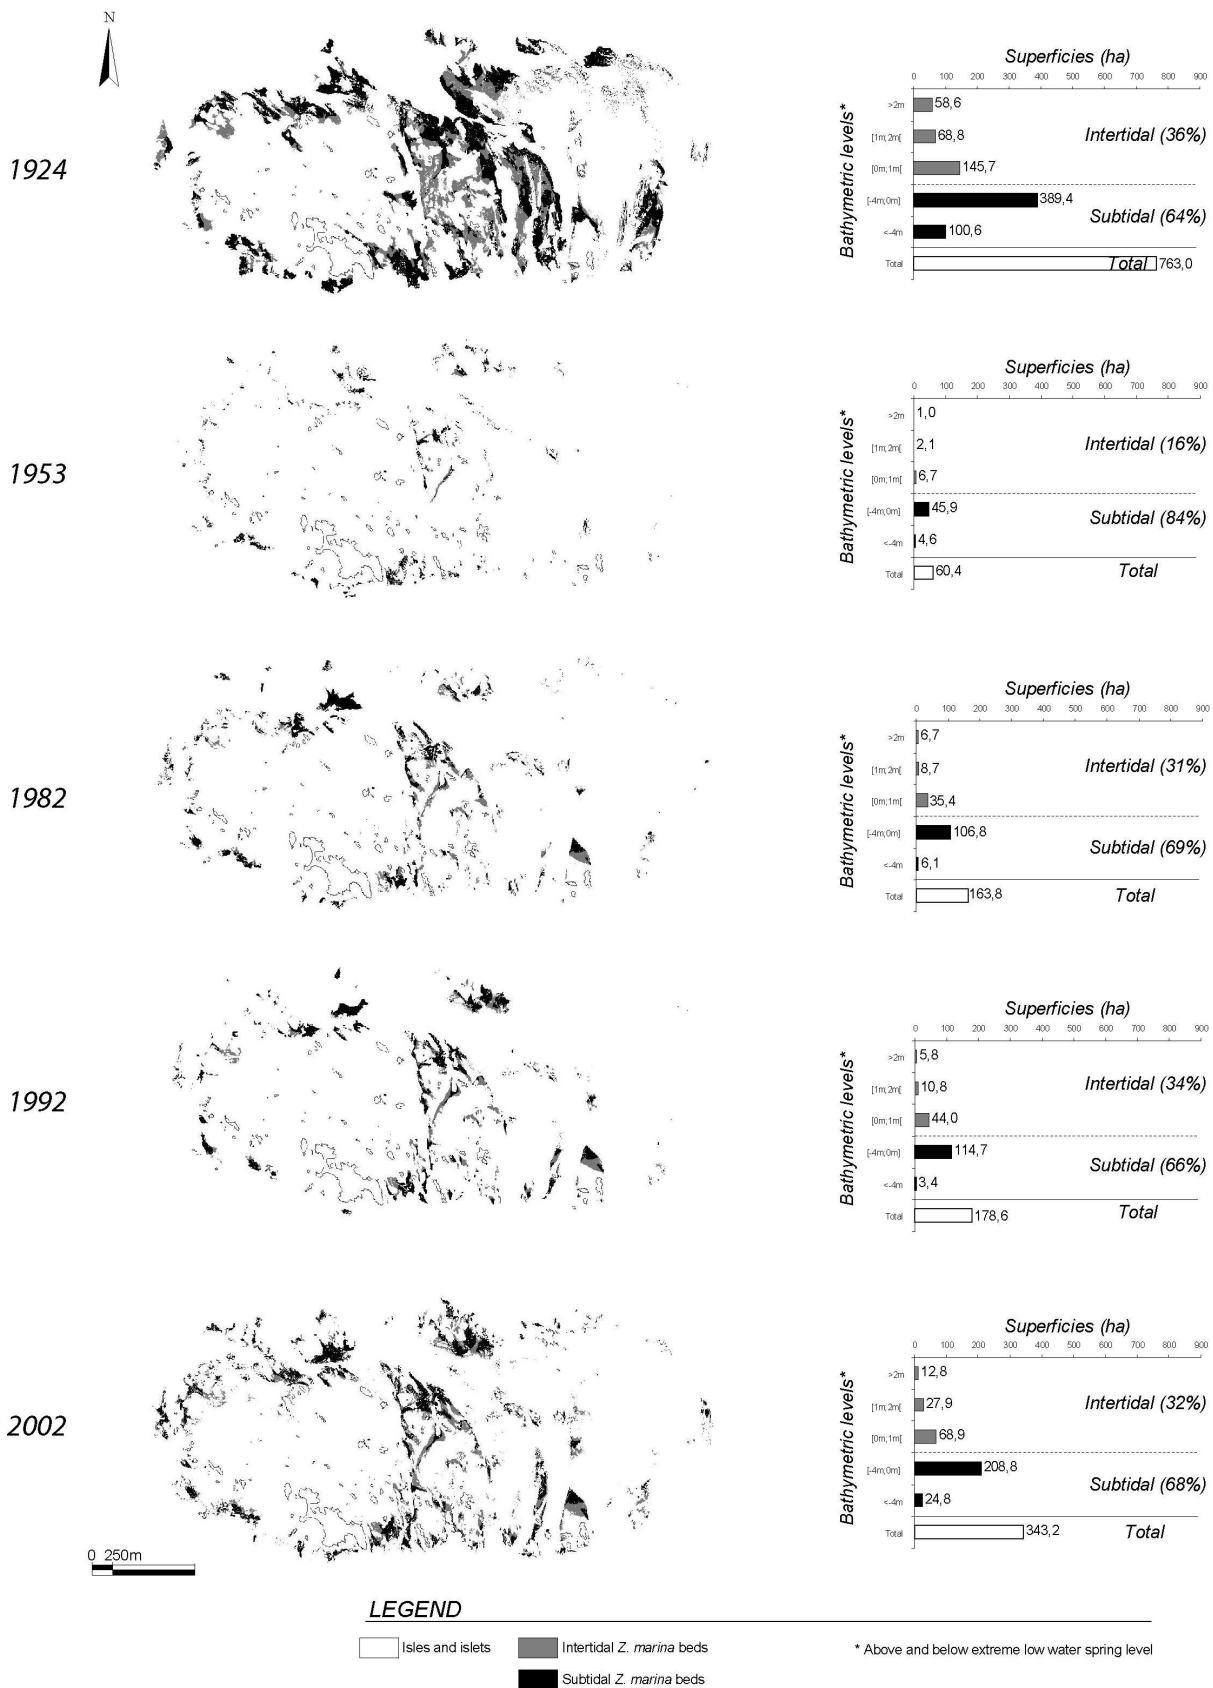 N
1924
Superficies (ha)
0 100 200 300 400 500 600 700 800 900
Bathymetric levels*
>2m 58,6
[1m;2m[ 68,8
Intertidal (36%)
[0m;1m[ 145,7
[-4m;0m] 389,4
Subtidal (64%)
<-4m 100,6
Total Total 763,0
1953
Superficies (ha)
0 100 200 300 400 500 600 700 800 900
Bathymetric levels*
>2m 1,0
[1m;2m[ 2,1
Intertidal (16%)
[0m;1m[ 6,7
[-4m;0m] 45,9
Subtidal (84%)
<-4m 4,6
Total 60,4 Total
1982
Superficies (ha)
0 100 200 300 400 500 600 700 800 900
Bathymetric levels*
>2m 6,7
[1m;2m[ 8,7
Intertidal (31%)
[0m;1m[ 35,4
[-4m;0m] 106,8
Subtidal (69%)
<-4m 6,1
Total 163,8 Total
1992
Superficies (ha)
0 100 200 300 400 500 600 700 800 900
Bathymetric levels*
>2m 5,8
[1m;2m[ 10,8
Intertidal (34%)
[0m;1m[ 44,0
[-4m;0m] 114,7
Subtidal (66%)
<-4m 3,4
Total 178,6 Total
2002
Superficies (ha)
0 100 200 300 400 500 600 700 800 900
Bathymetric levels*
>2m 12,8
[1m;2m[ 27,9
Intertidal (32%)
[0m;1m[ 68,9
[-4m;0m] 208,8
Subtidal (68%)
<-4m 24,8
Total 343,2 Total
0 250m
LEGEND
Isles and islets
Intertidal Z. marina beds
* Above and below extreme low water spring level
Subtidal Z. marina beds